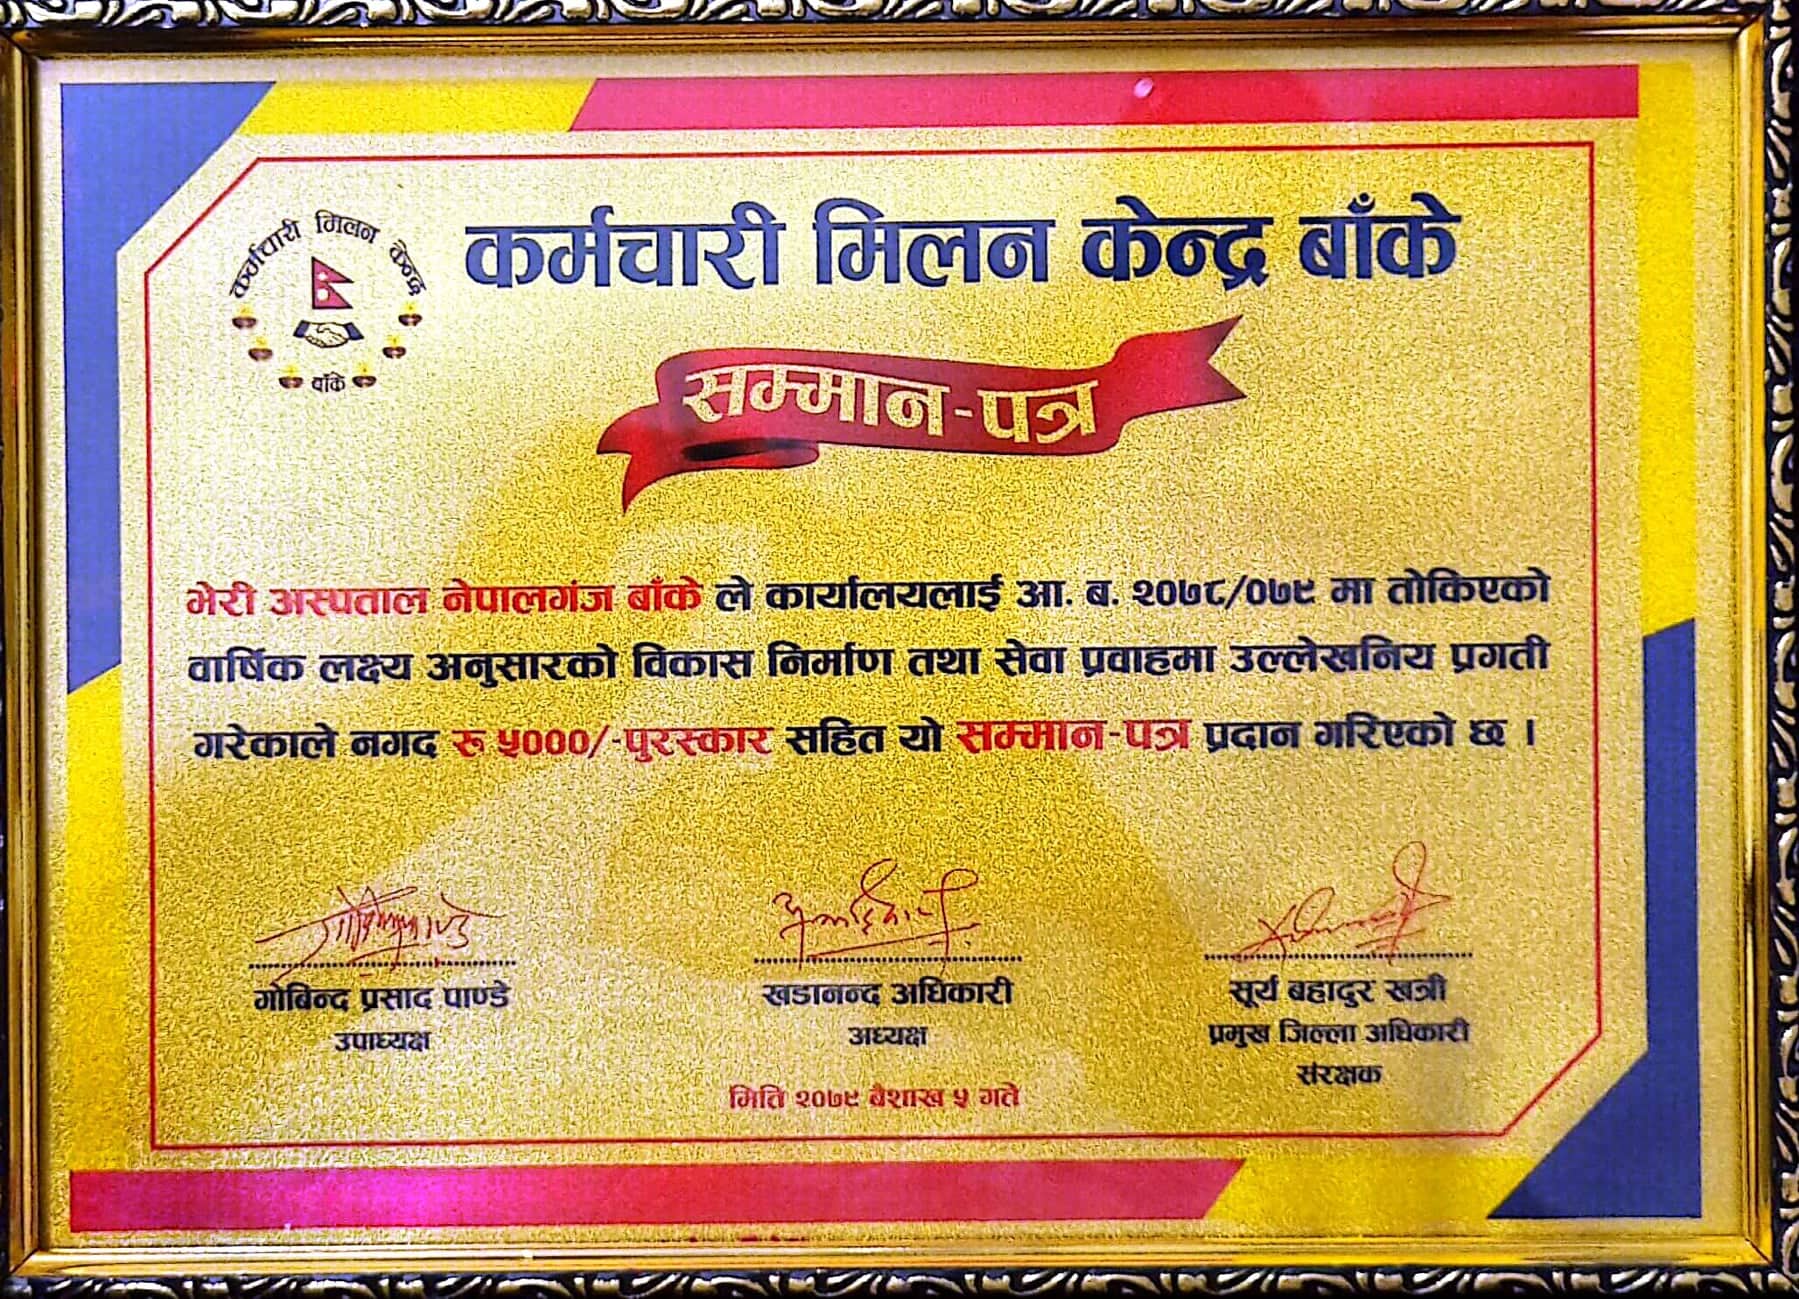 कर्मचारी मिलन केन्द्र
बाँके
कर्मचारी मिलन केन्द्र बाँके
सम्मान-पत्र
भेरी अस्पताल नेपालगंज बाँके ले कार्यालयलाई आ. ब. २०७८/०७९ मा तोकिएको
वार्षिक लक्ष्य अनुसारको विकास निर्माण तथा सेवा प्रवाहमा उल्लेखनिय प्रगती
गरेकाले नगद रू ५०००/-पुरस्कार सहित यो सम्मान-पत्र प्रदान गरिएको छ ।
गोबिन्द प्रसाद पाण्डे
उपाध्यक्ष
खडानन्द अधिकारी
अध्यक्ष
सूर्य बहादुर खत्री
प्रमुख जिल्ला अधिकारी
संरक्षक
मिति २०७९ बैशाख ५ गते